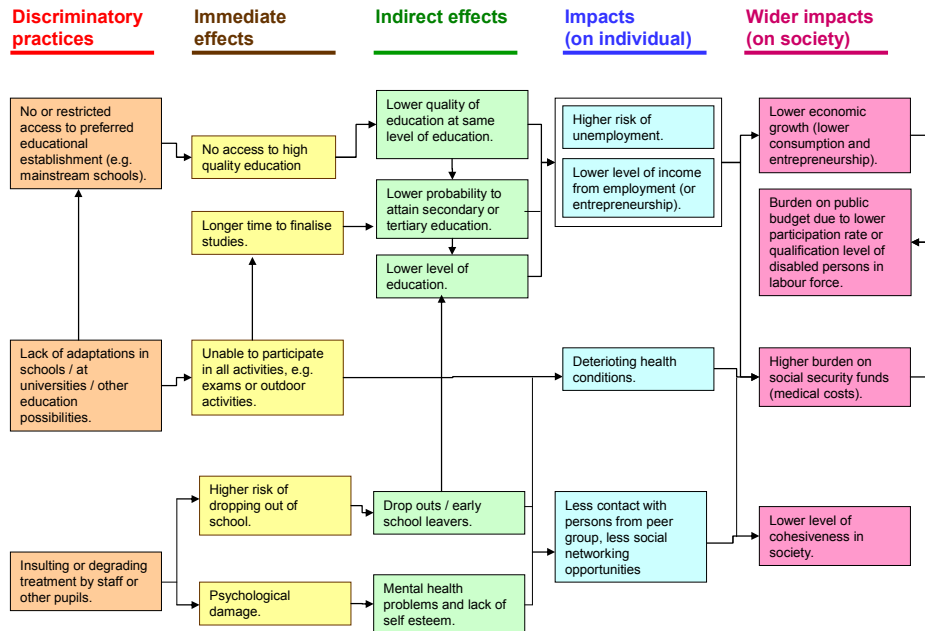 Discriminatory
practices
Immediate
effects
Indirect effects
Impacts
(on individual)
Wider impacts
(on society)
No or restricted
access to preferred
educational
establishment (e.g.
mainstream schools).
No access to high
quality education
Lower quality of
education at same
level of education.
Higher risk of
unemployment.
Lower level of income
from employment (or
entrepreneurship).
Lower economic
growth (lower
consumption and
entrepreneurship).
Longer time to finalise
studies.
Lower probability to
attain secondary or
tertiary education.
Lower level of
education.
Burden on public
budget due to lower
participation rate or
qualification level of
disabled persons in
labour force.
Lack of adaptations in
schools / at
universities / other
education
possibilities.
Unable to participate
in all activities, e.g.
exams or outdoor
activities.
Deterioting health
conditions.
Higher burden on
social security funds
(medical costs).
Higher risk of
dropping out of
school.
Drop outs / early
school leavers.
Less contact with
persons from peer
group, less social
networking
opportunities
Lower level of
cohesiveness in
society.
Insulting or degrading
treatment by staff or
other pupils.
Psychological
damage.
Mental health
problems and lack of
self esteem.